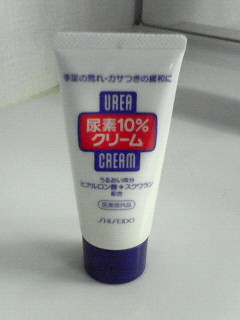 手足の荒れ・カサつきの緩和に
UREA
尿素10%
クリーム
CREAM
うるおい成分
ヒアルロン酸+スクワラン
配合
医薬部外品
SHISEIDO